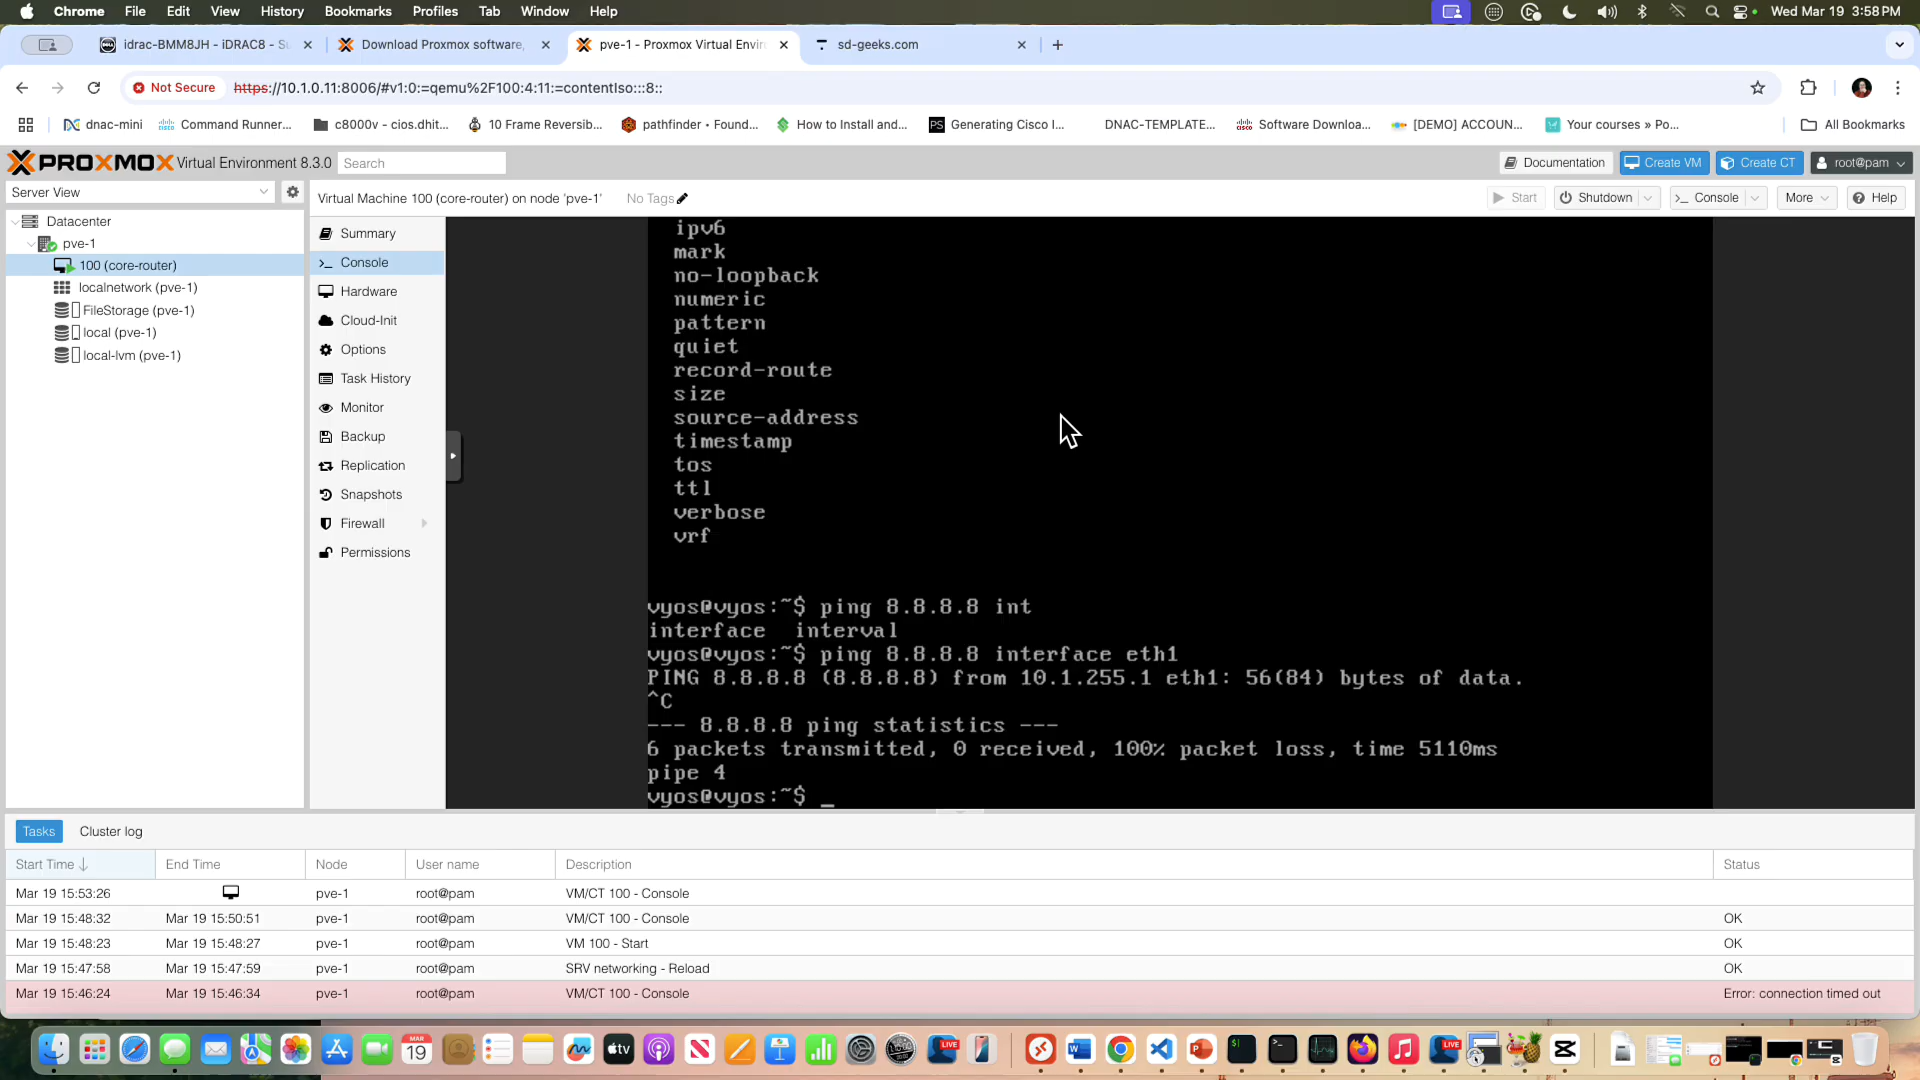 Chrome File Edit View History Bookmarks Profiles Tab Window Help Wed Mar 19 3:58 PM
idrac-BMM8JH - iDRAC8 - S Download Proxmox software, pve-1 - Proxmox Virtual Envir sd-geeks.com
Not Secure https://10.1.0.11:8006/#v1:0:=qemu%2F100:4:11:=contentIso:::8::
dnac-mini Command Runner... c8000v - cios.dhit... 10 Frame Reversib... pathfinder • Found... How to Install and... Generating Cisco I... DNAC-TEMPLATE... Software Downloa... [DEMO] ACCOUN... Your courses » Po... All Bookmarks
PROXMOX Virtual Environment 8.3.0 Search Documentation Create VM Create CT root@pam
Server View Virtual Machine 100 (core-router) on node 'pve-1' No Tags Start Shutdown Console More Help
Datacenter
pve-1
100 (core-router)
localnetwork (pve-1)
FileStorage (pve-1)
local (pve-1)
local-lvm (pve-1)
Summary
Console
Hardware
Cloud-Init
Options
Task History
Monitor
Backup
Replication
Snapshots
Firewall
Permissions
ipv6
mark
no-loopback
numeric
pattern
quiet
record-route
size
source-address
timestamp
tos
ttl
verbose
vrf
vyos@vyos:~$ ping 8.8.8.8 int
interface interval
vyos@vyos:~$ ping 8.8.8.8 interface eth1
PING 8.8.8.8 (8.8.8.8) from 10.1.255.1 eth1: 56(84) bytes of data.
^C
--- 8.8.8.8 ping statistics ---
6 packets transmitted, 0 received, 100% packet loss, time 5110ms
pipe 4
vyos@vyos:~$ _
Tasks Cluster log
Start Time End Time Node User name Description Status
Mar 19 15:53:26 pve-1 root@pam VM/CT 100 - Console
Mar 19 15:48:32 Mar 19 15:50:51 pve-1 root@pam VM/CT 100 - Console OK
Mar 19 15:48:23 Mar 19 15:48:27 pve-1 root@pam VM 100 - Start OK
Mar 19 15:47:58 Mar 19 15:47:59 pve-1 root@pam SRV networking - Reload OK
Mar 19 15:46:24 Mar 19 15:46:34 pve-1 root@pam VM/CT 100 - Console Error: connection timed out
MAR
19
tv
LIVE
LIVE